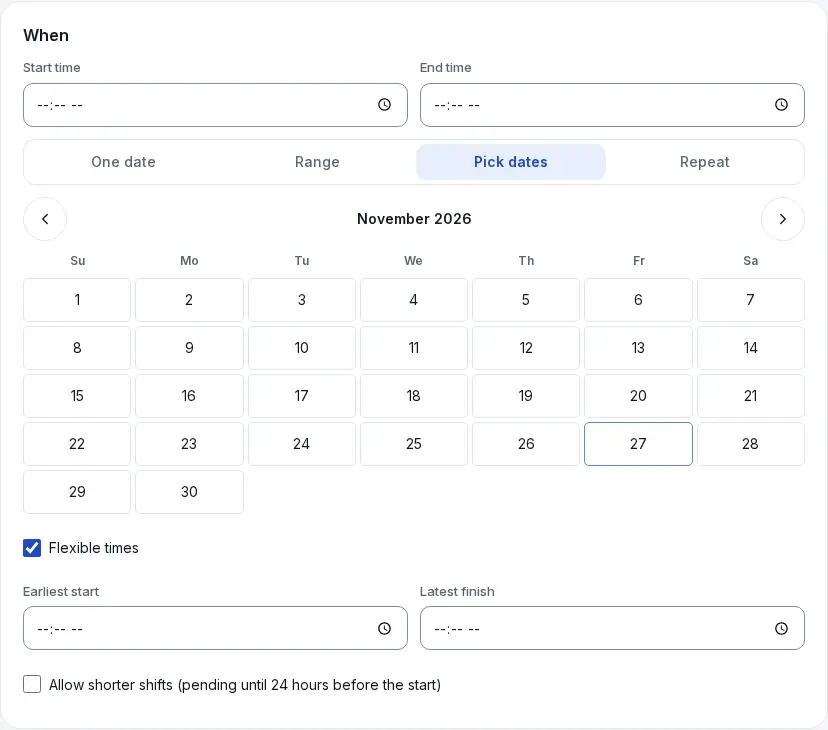 When
Start time End time
--:-- -- --:-- --
One date Range Pick dates Repeat
November 2026
Su Mo Tu We Th Fr Sa
1 2 3 4 5 6 7
8 9 10 11 12 13 14
15 16 17 18 19 20 21
22 23 24 25 26 27 28
29 30
Flexible times
Earliest start Latest finish
--:-- -- --:-- --
Allow shorter shifts (pending until 24 hours before the start)